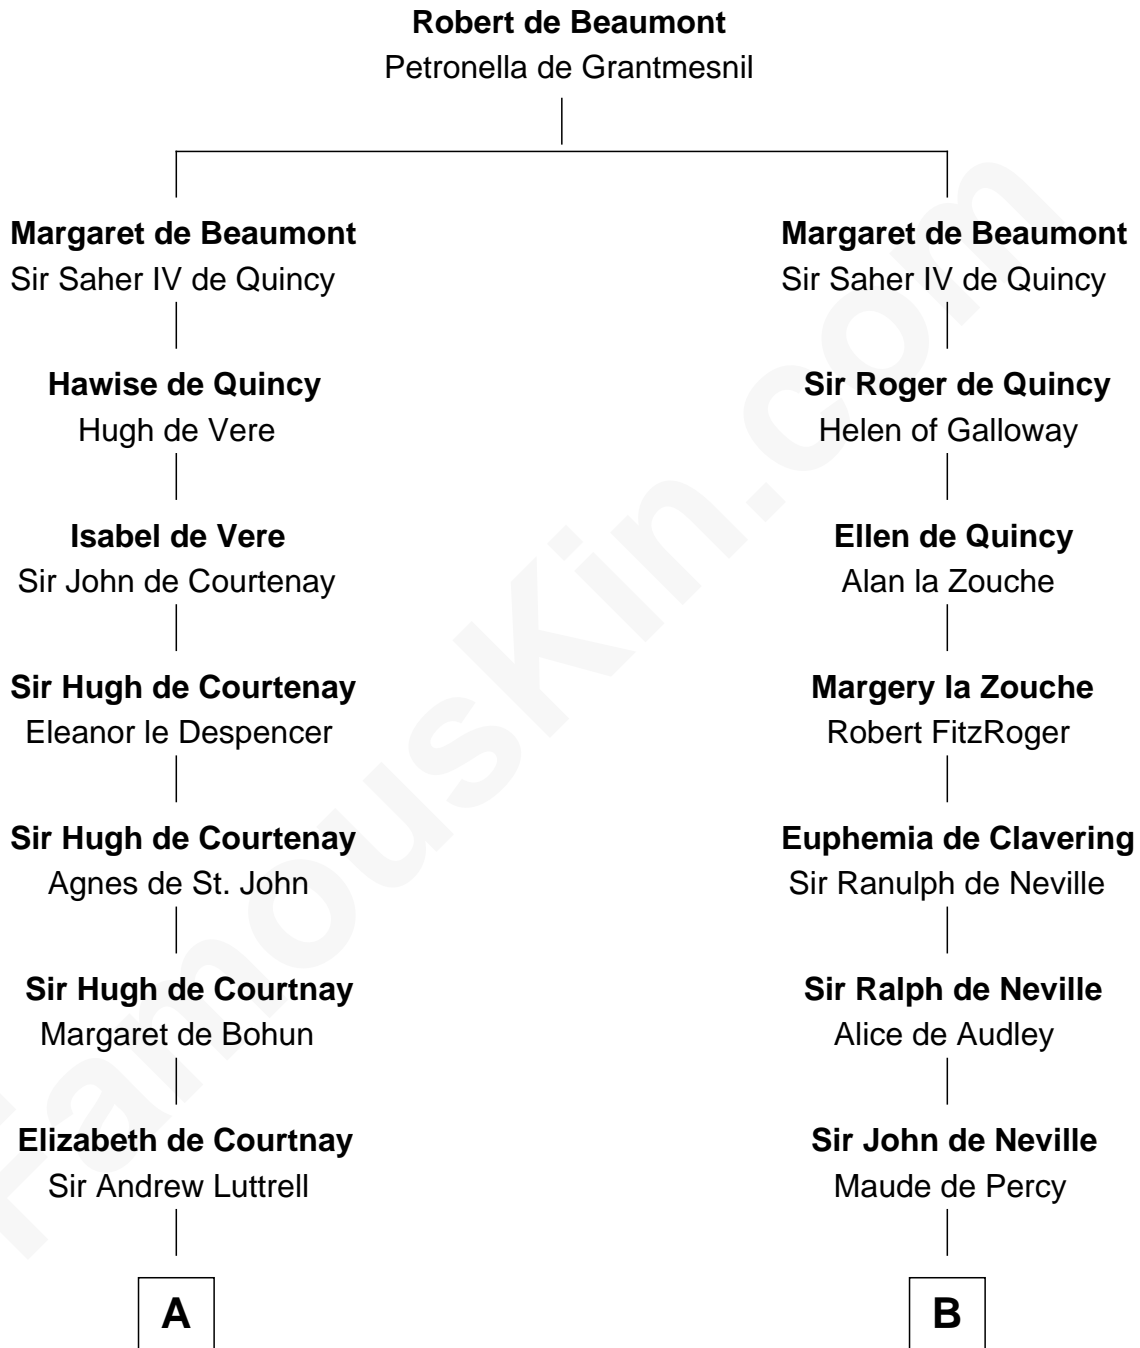 Robert de Beaumont
Petronella de Grantmesnil
Margaret de Beaumont
Sir Saher IV de Quincy
Hawise de Quincy
Hugh de Vere
Isabel de Vere
Sir John de Courtenay
Sir Hugh de Courtenay
Eleanor le Despencer
Sir Hugh de Courtenay
Agnes de St. John
Sir Hugh de Courtnay
Margaret de Bohun
Elizabeth de Courtnay
Sir Andrew Luttrell
A
Margaret de Beaumont
Sir Saher IV de Quincy
Sir Roger de Quincy
Helen of Galloway
Ellen de Quincy
Alan la Zouche
Margery la Zouche
Robert FitzRoger
Euphemia de Clavering
Sir Ranulph de Neville
Sir Ralph de Neville
Alice de Audley
Sir John de Neville
Maude de Percy
B
FamousKin.com